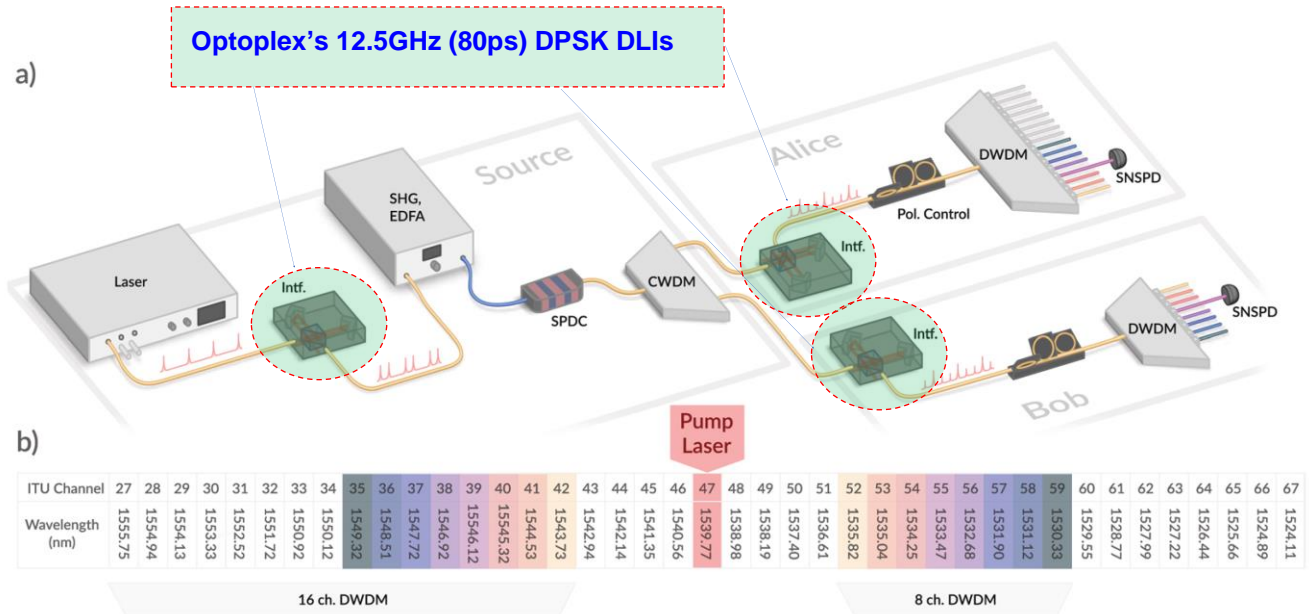 Optoplex's 12.5GHz (80ps) DPSK DLIs
a)
Source
Alice
DWDM
SNSPD
Pol. Control
SHG,
EDFA
Intf.
Laser
Intf.
CWDM
SPDC
Intf.
DWDM
SNSPD
Bob
b)
Pump
Laser
ITU Channel 27 28 29 30 31 32 33 34 35 36 37 38 39 40 41 42 43 44 45 46 47 48 49 50 51 52 53 54 55 56 57 58 59 60 61 62 63 64 65 66 67
Wavelength
(nm)
1555.75 1554.94 1554.13 1553.33 1552.52 1551.72 1550.92 1550.12 1549.32 1548.51 1547.72 1546.92 1546.12 15545.32 1544.53 1543.73 1542.94 1542.14 1541.35 1540.56 1539.77 1538.98 1538.19 1537.40 1536.61 1535.82 1535.04 1534.25 1533.47 1532.68 1531.90 1531.12 1530.33 1529.55 1528.77 1527.99 1527.22 1526.44 1525.66 1524.89 1524.11
16 ch. DWDM
8 ch. DWDM